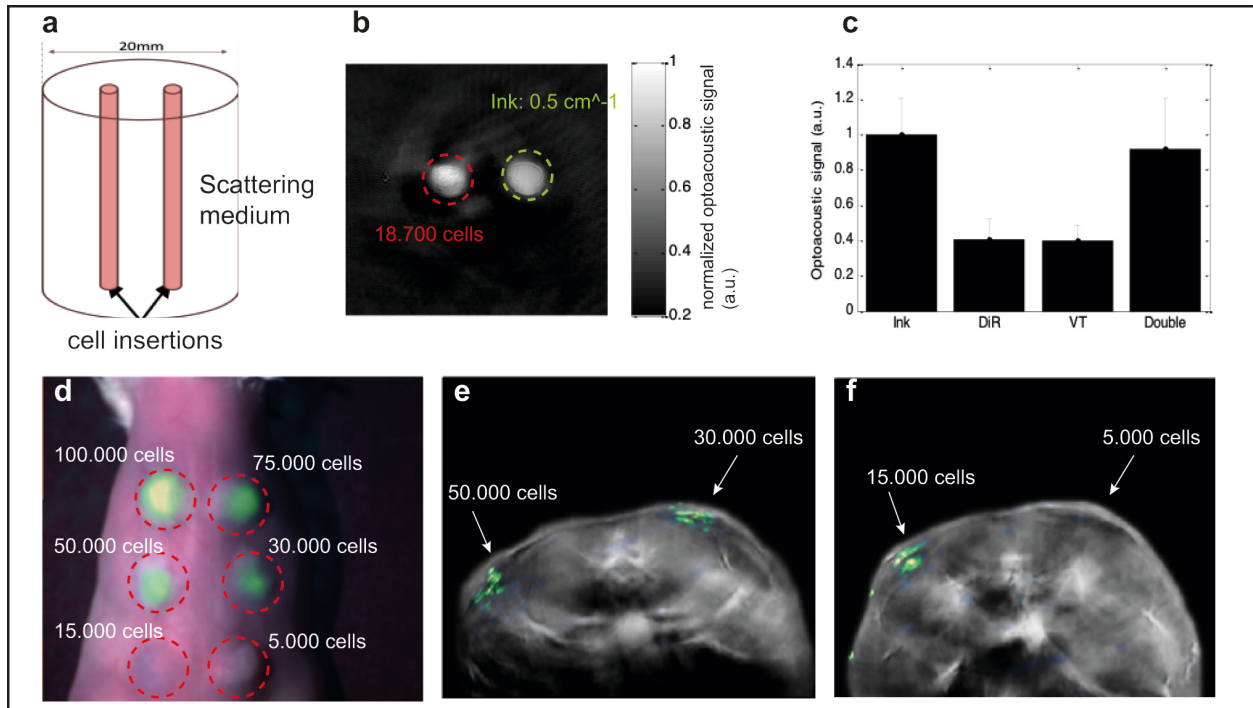 a
20mm
Scattering
medium
cell insertions
b
Ink: 0.5 cm^-1
18.700 cells
1
0.8
0.6
0.4
0.2
normalized optoacoustic signal
(a.u.)
c
Optoacoustic signal (a.u.)
1.4
1.2
1
0.8
0.6
0.4
0.2
0
Ink DiR VT Double
d
100.000 cells
75.000 cells
50.000 cells
30.000 cells
15.000 cells
5.000 cells
e
30.000 cells
50.000 cells
f
5.000 cells
15.000 cells